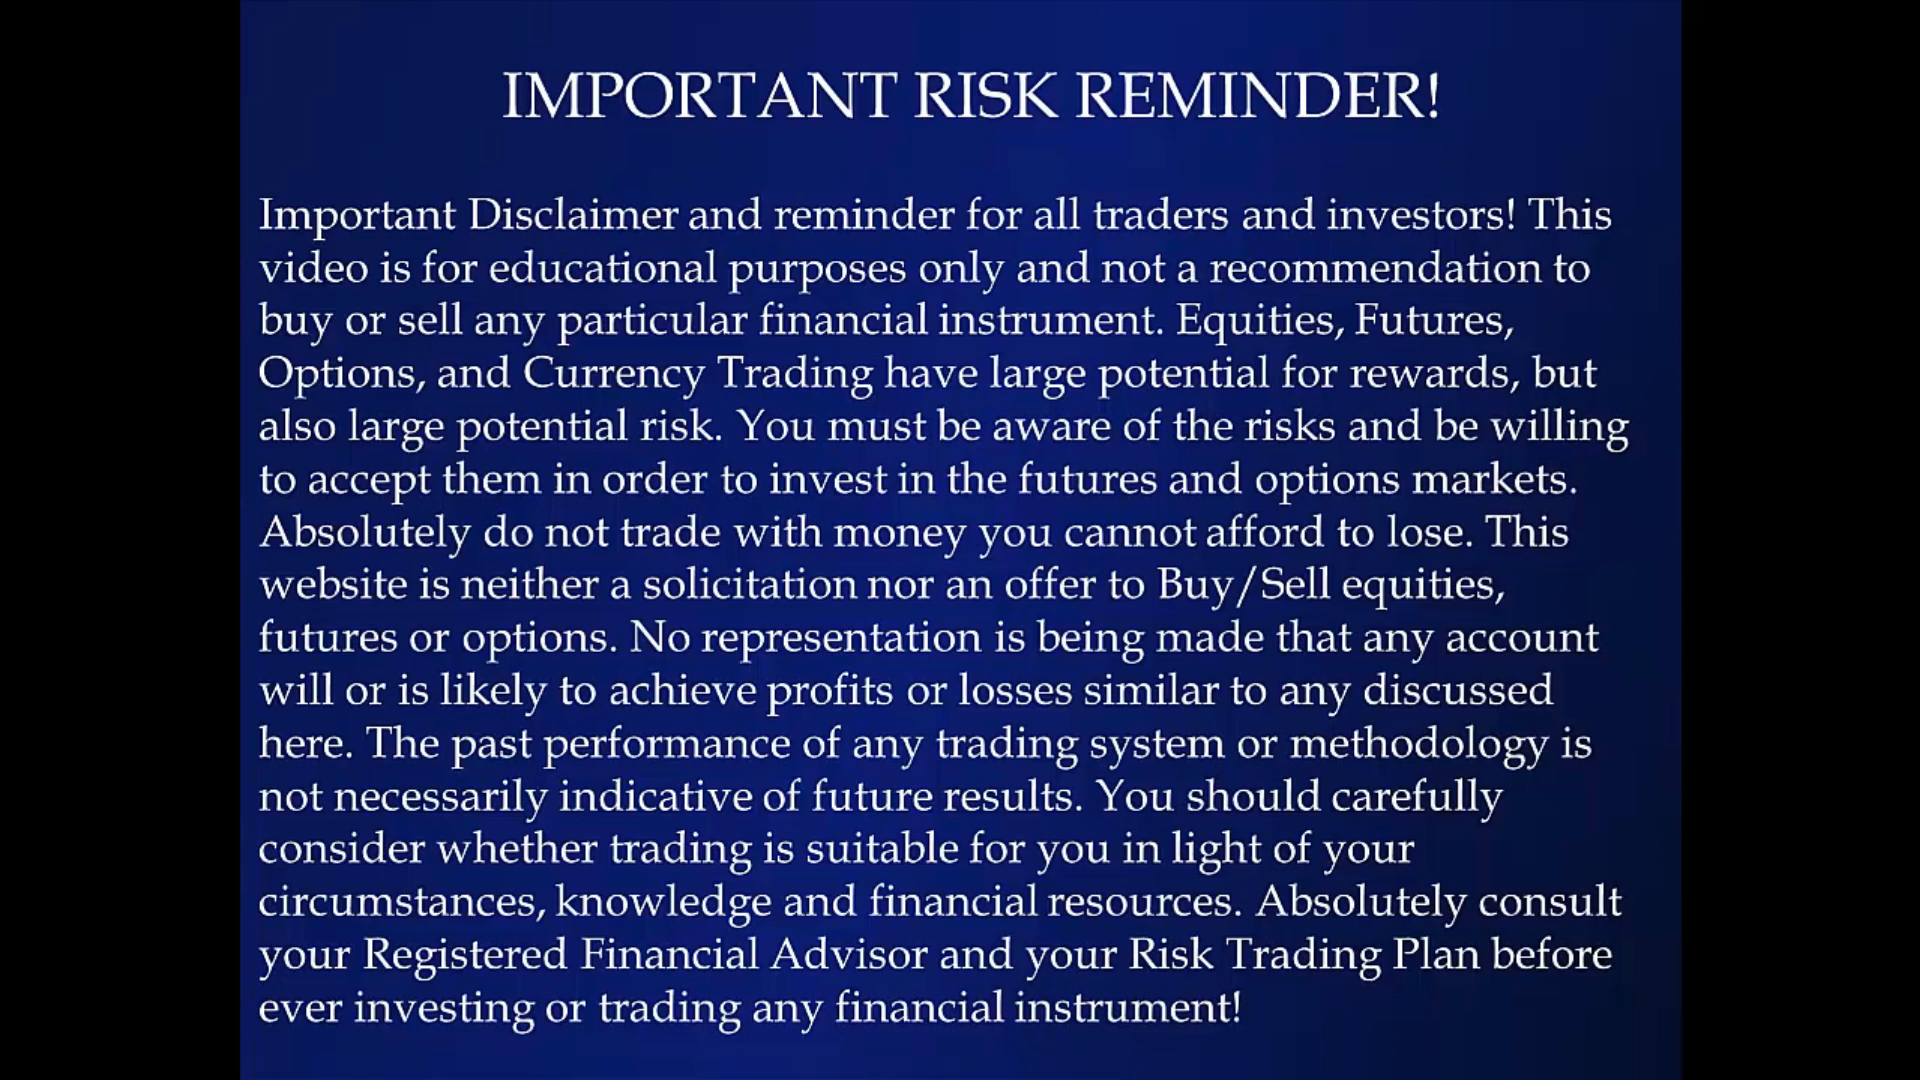 IMPORTANT RISK REMINDER!
Important Disclaimer and reminder for all traders and investors! This
video is for educational purposes only and not a recommendation to
buy or sell any particular financial instrument. Equities, Futures,
Options, and Currency Trading have large potential for rewards, but
also large potential risk. You must be aware of the risks and be willing
to accept them in order to invest in the futures and options markets.
Absolutely do not trade with money you cannot afford to lose. This
website is neither a solicitation nor an offer to Buy/Sell equities,
futures or options. No representation is being made that any account
will or is likely to achieve profits or losses similar to any discussed
here. The past performance of any trading system or methodology is
not necessarily indicative of future results. You should carefully
consider whether trading is suitable for you in light of your
circumstances, knowledge and financial resources. Absolutely consult
your Registered Financial Advisor and your Risk Trading Plan before
ever investing or trading any financial instrument!